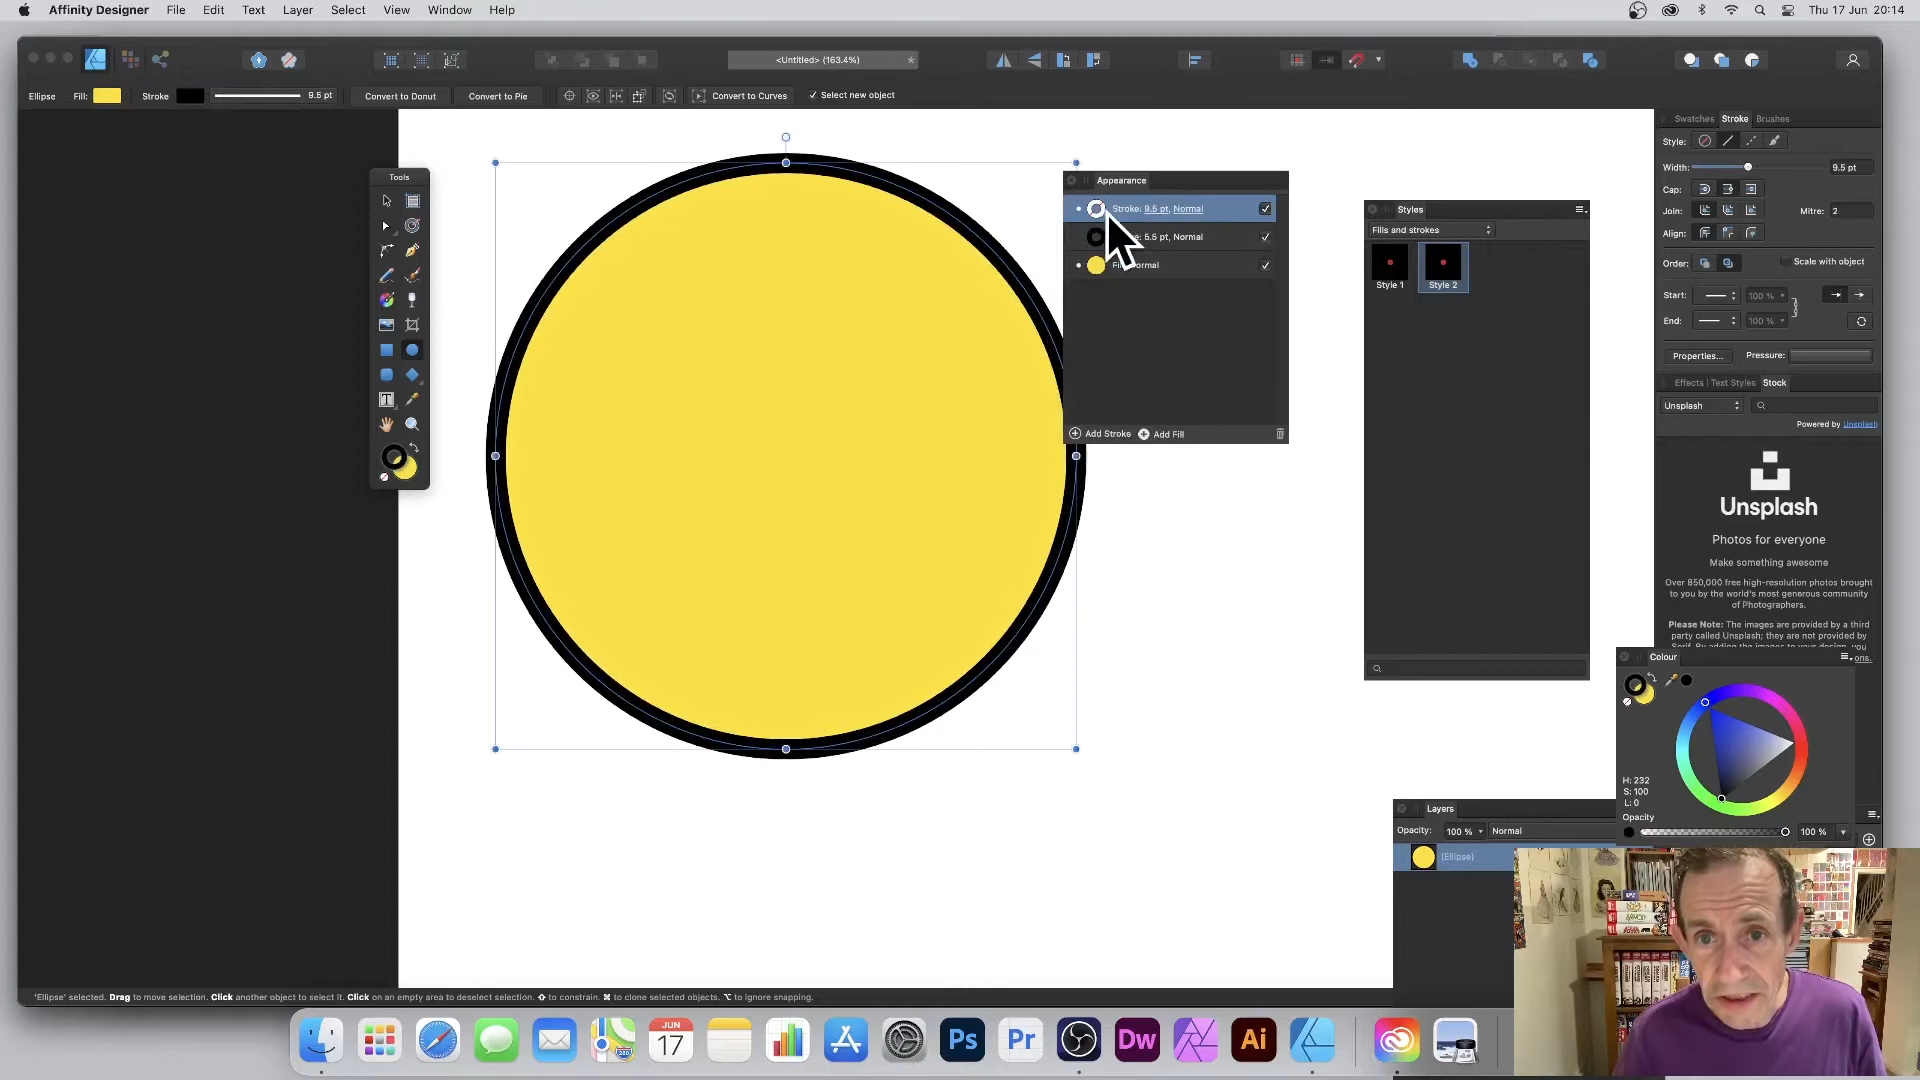 Affinity Designer File Edit Text Layer Select View Window Help Thu 17 Jun 20:14
<Untitled> (163.4%) *
Ellipse Fill: Stroke 9.5 pt Convert to Donut Convert to Pie Convert to Curves Select new object
Tools
Appearance
Stroke: 9.5 pt, Normal
5.5 pt, Normal
Add Stroke Add Fill
Styles
Fills and strokes
Style 1 Style 2
Swatches Stroke Brushes
Style:
Width: 9.5 pt
Cap:
Join: Mitre: 2
Align:
Order: Scale with object
Start: 100 %
End: 100 %
Properties... Pressure:
Effects Text Styles Stock
Unsplash
Powered by Unsplash
Unsplash
Photos for everyone
Make something awesome
Over 850,000 free high-resolution photos brought
to you by the world's most generous community
of Photographers.
Please Note: The images are provided by a third
party called Unsplash; they are not provided by
Colour
H: 232
S: 100
L: 0
Opacity
100 %
Layers
Opacity: 100 % Normal
(Ellipse)
'Ellipse' selected. Drag to move selection. Click another object to select it. Click on an empty area to deselect selection. ⇧ to constrain. ⌘ to clone selected objects. ⌥ to ignore snapping.
JUN
17
280
Ps Pr Dw Ai